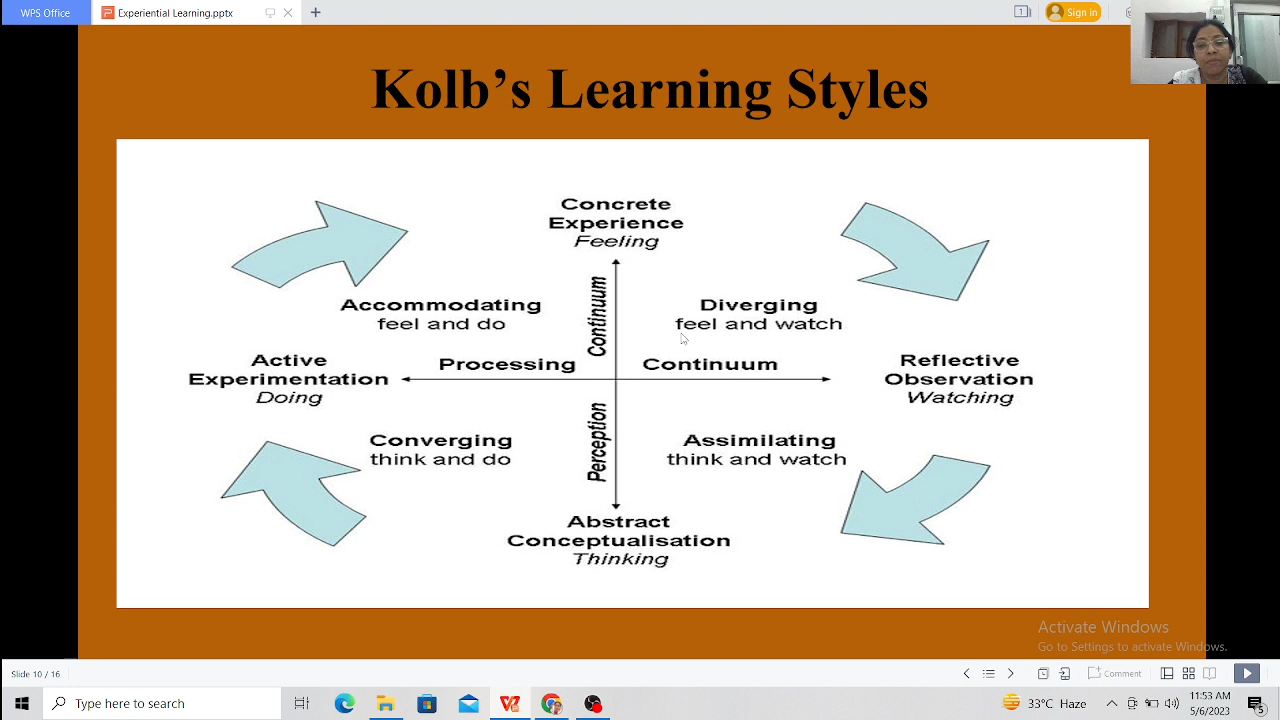 WPS Office
Experiential Learning.pptx
+
1
Sign in
Kolb's Learning Styles
Concrete
Experience
Feeling
Accommodating
feel and do
Continuum
Diverging
feel and watch
Active
Experimentation
Doing
Processing
Continuum
Reflective
Observation
Watching
Converging
think and do
Perception
Assimilating
think and watch
Abstract
Conceptualisation
Thinking
Activate Windows
Go to Settings to activate Windows.
Slide 10 / 16
Comment
Type here to search
33°C Haze
11:53 AM
5/6/2023
5